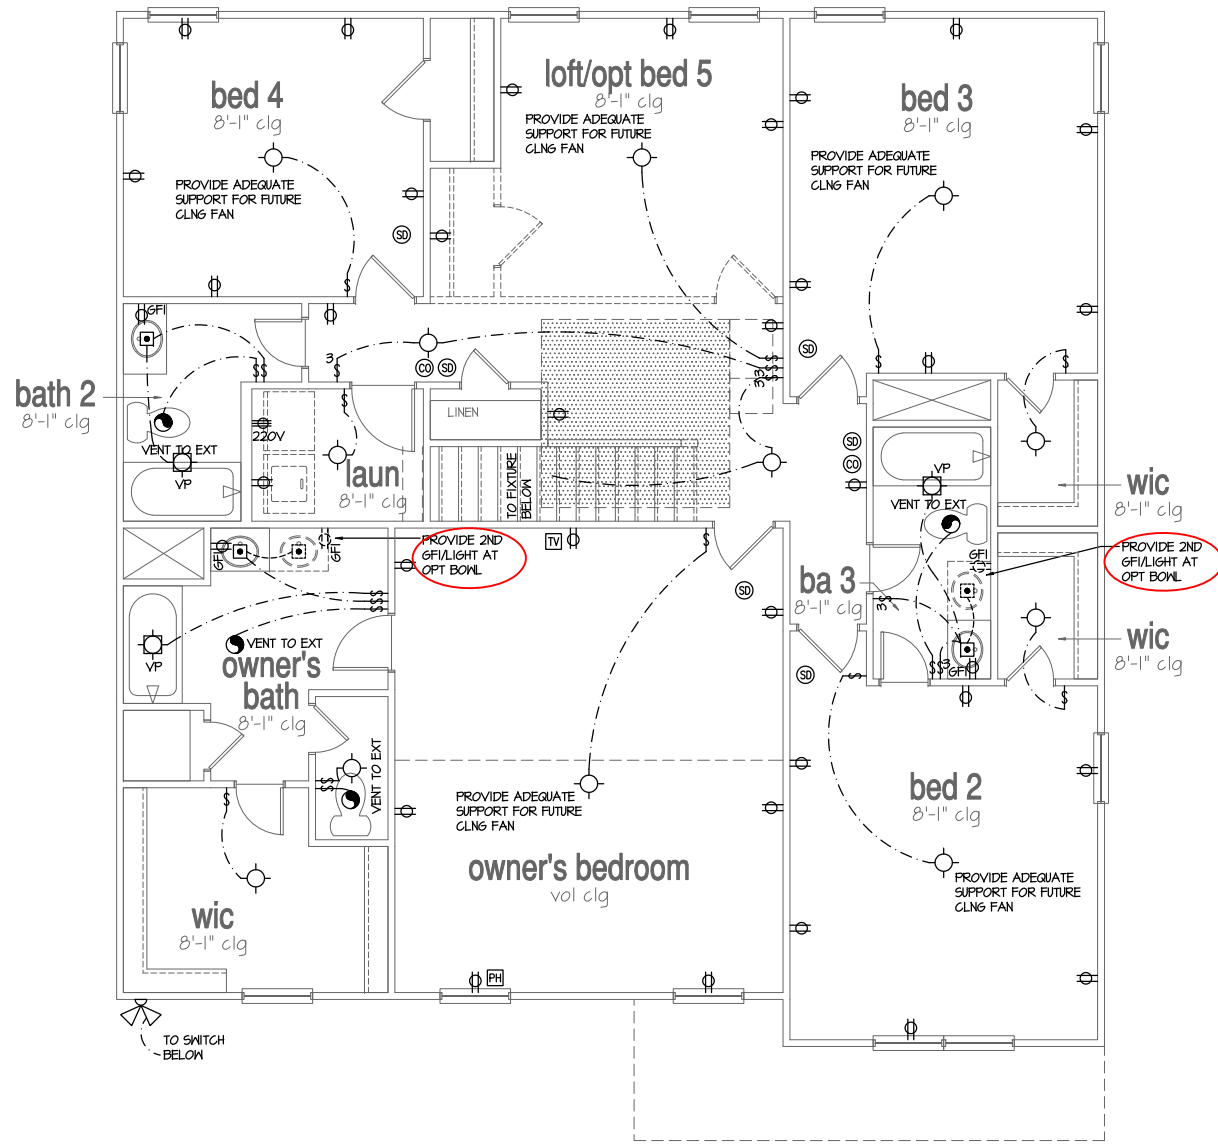 bed 4
8'-1" clg
PROVIDE ADEQUATE
SUPPORT FOR FUTURE
CLNG FAN
SD
loft/opt bed 5
8'-1" clg
PROVIDE ADEQUATE
SUPPORT FOR FUTURE
CLNG FAN
bed 3
8'-1" clg
PROVIDE ADEQUATE
SUPPORT FOR FUTURE
CLNG FAN
$
GFI
$$
3
$
CO
SD
$$
$$
3
3
SD
$
$
bath 2
8'-1" clg
VENT TO EXT
VP
220V
$
laun
8'-1" clg
LINEN
TO FIXTURE
BELOW
SD
CO
VP
VENT TO EXT
wic
8'-1" clg
GFI
GFI
PROVIDE 2ND
GFI/LIGHT AT
OPT BOWL
TV
$
SD
GFI
PROVIDE 2ND
GFI/LIGHT AT
OPT BOWL
ba 3
8'-1" clg
3$
$$
3
GFI
wic
8'-1" clg
$$
$$
$$
VP
VENT TO EXT
owner's
bath
8'-1" clg
SD
$
$
VENT TO EXT
$$
$$
$
PROVIDE ADEQUATE
SUPPORT FOR FUTURE
CLNG FAN
owner's bedroom
vol clg
bed 2
8'-1" clg
PROVIDE ADEQUATE
SUPPORT FOR FUTURE
CLNG FAN
wic
8'-1" clg
PH
TO SWITCH
BELOW